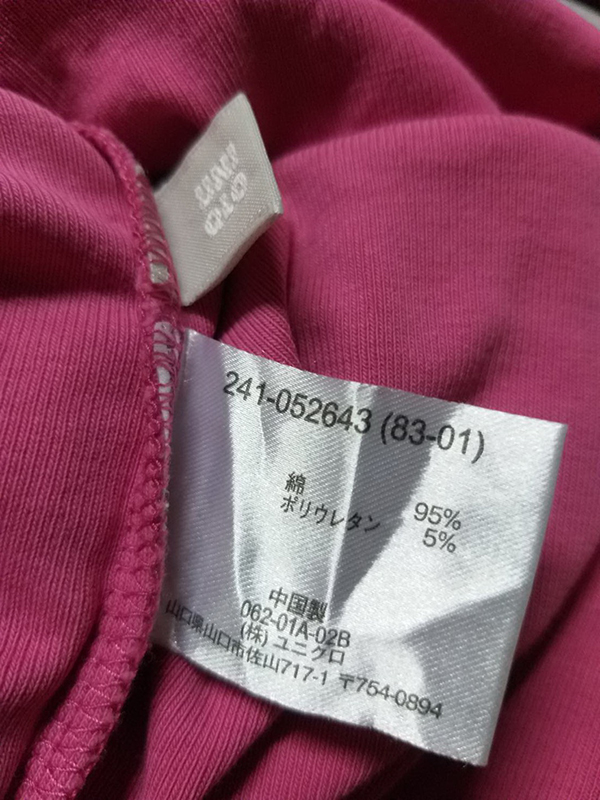 UNI
QLO
241-052643 (83-01)
綿 95%
ポリウレタン 5%
中国製
062-01A-02B
(株) ユニクロ
山口県山口市佐山717-1 〒754-0894